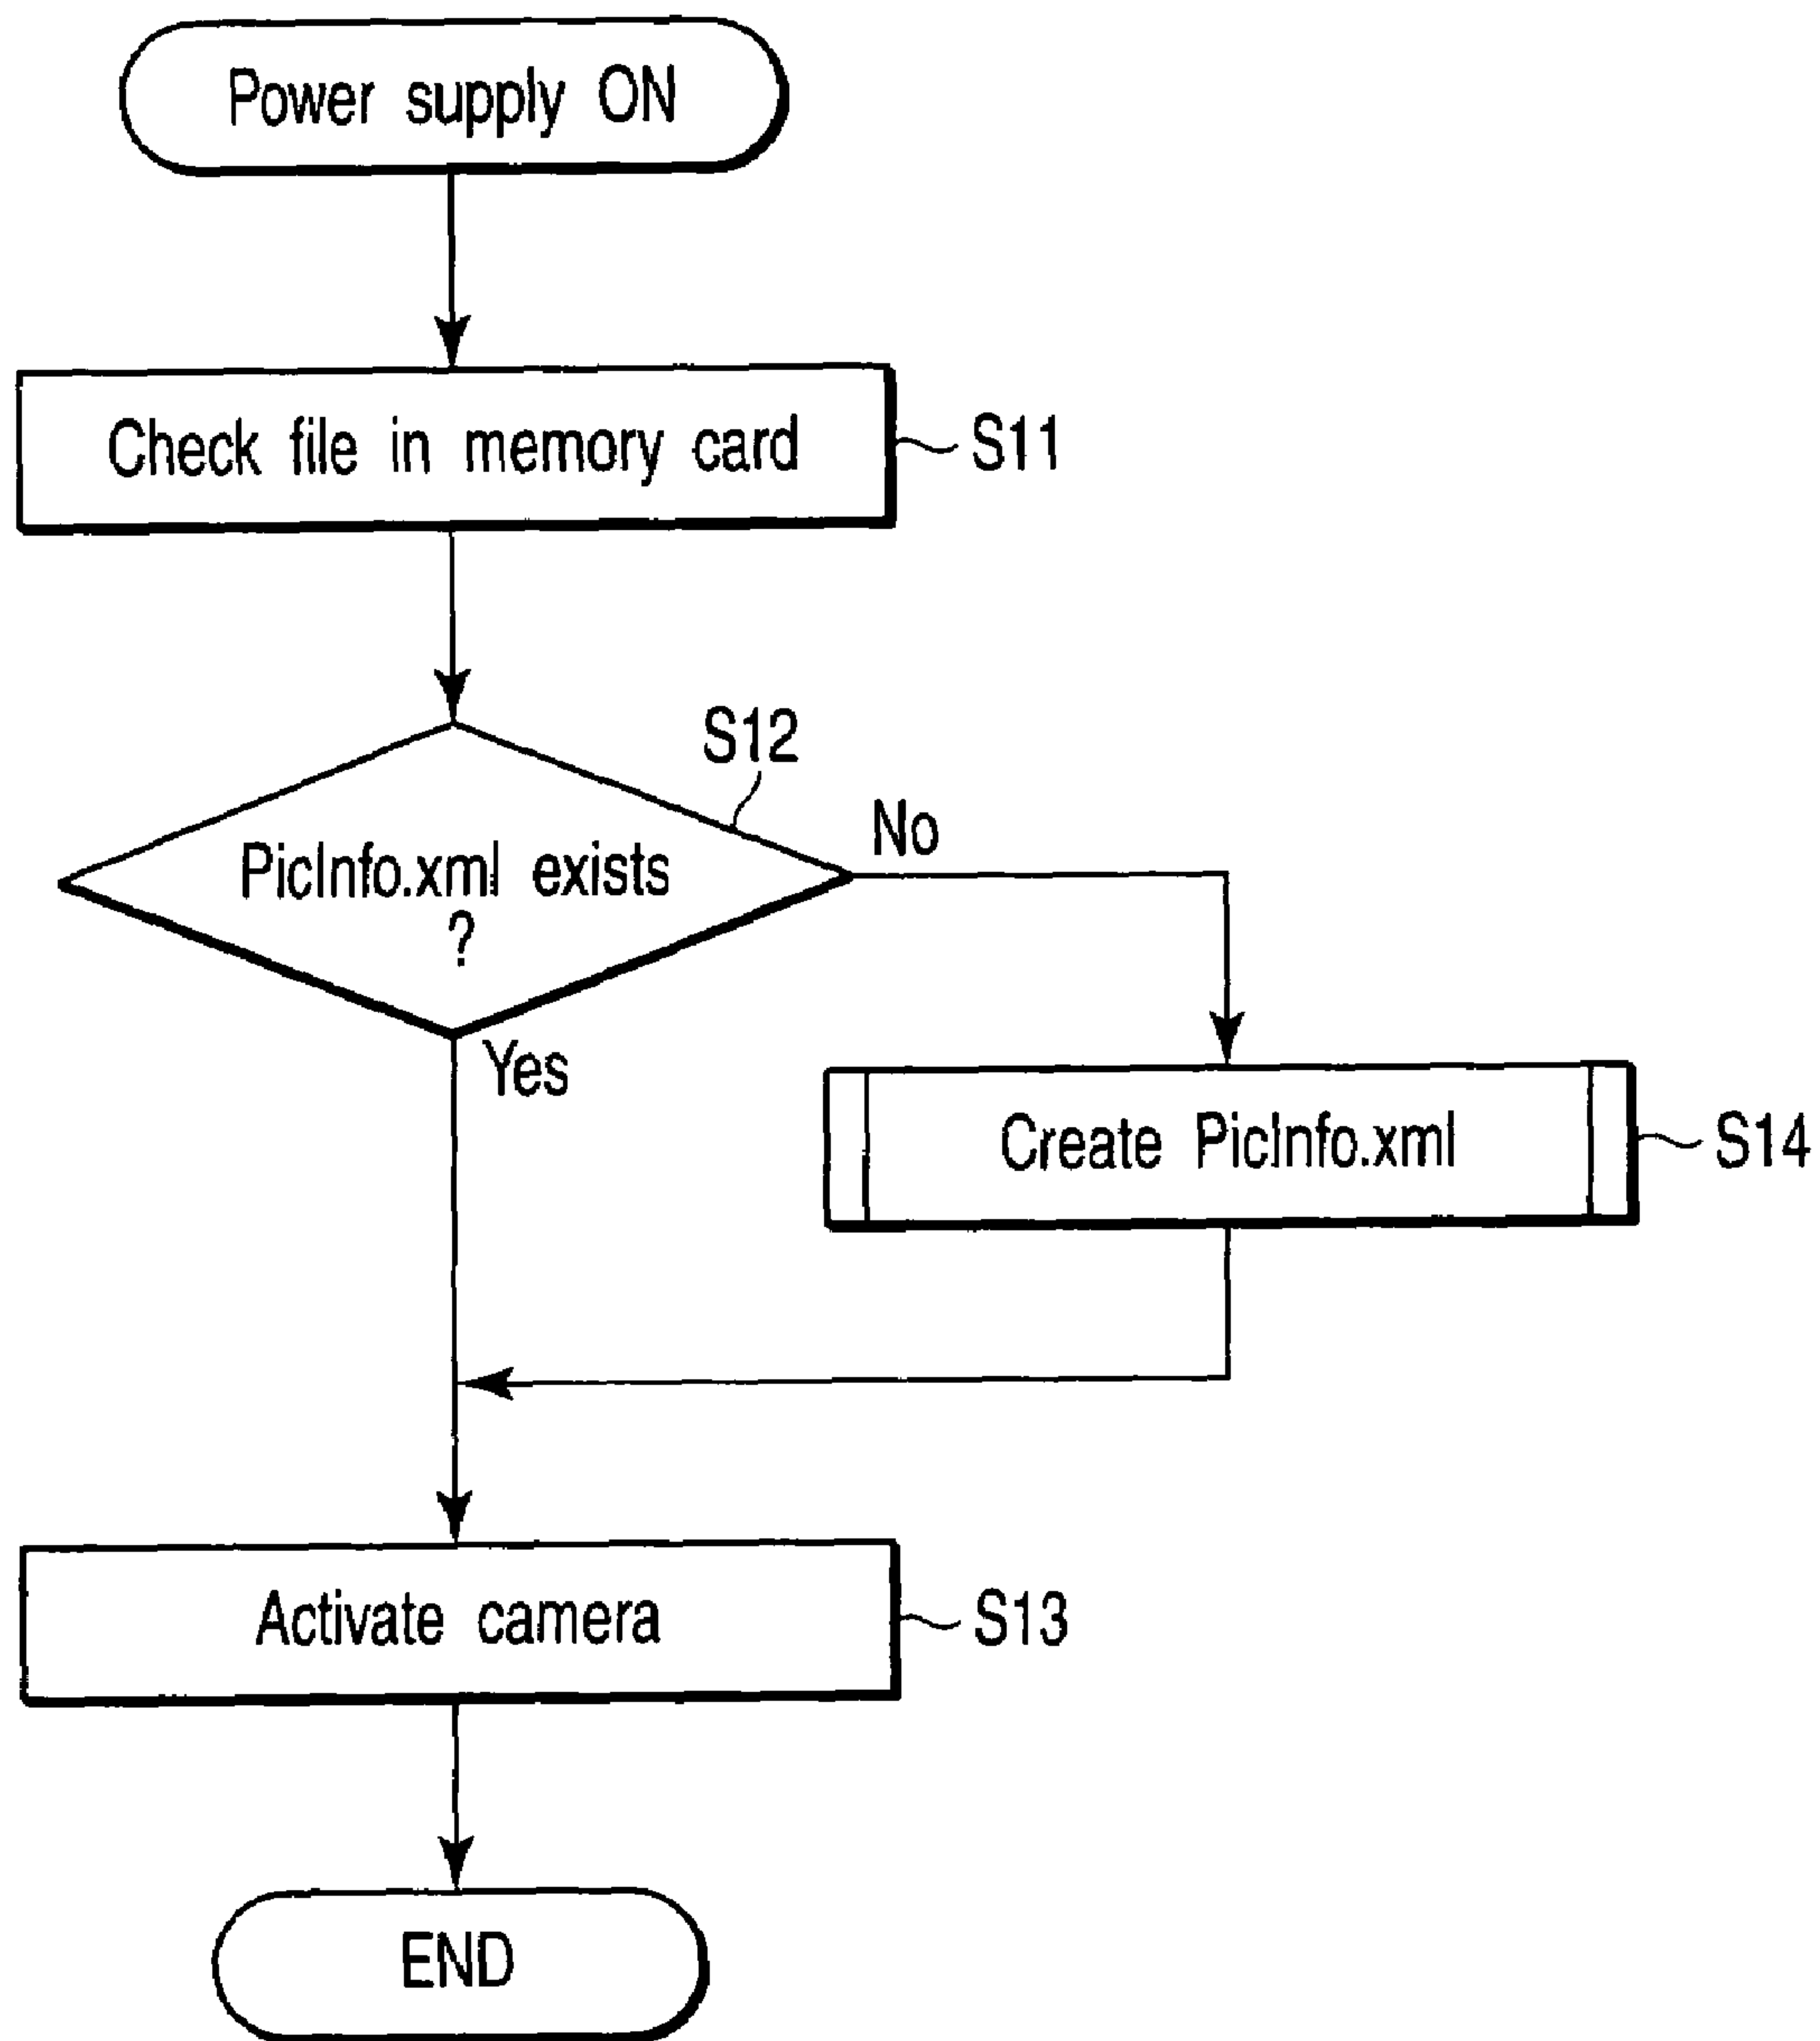 Power supply ON
Check file in memory card
S11
S12
PicInfo.xml exists
?
No
Yes
Create PicInfo.xml
S14
Activate camera
S13
END